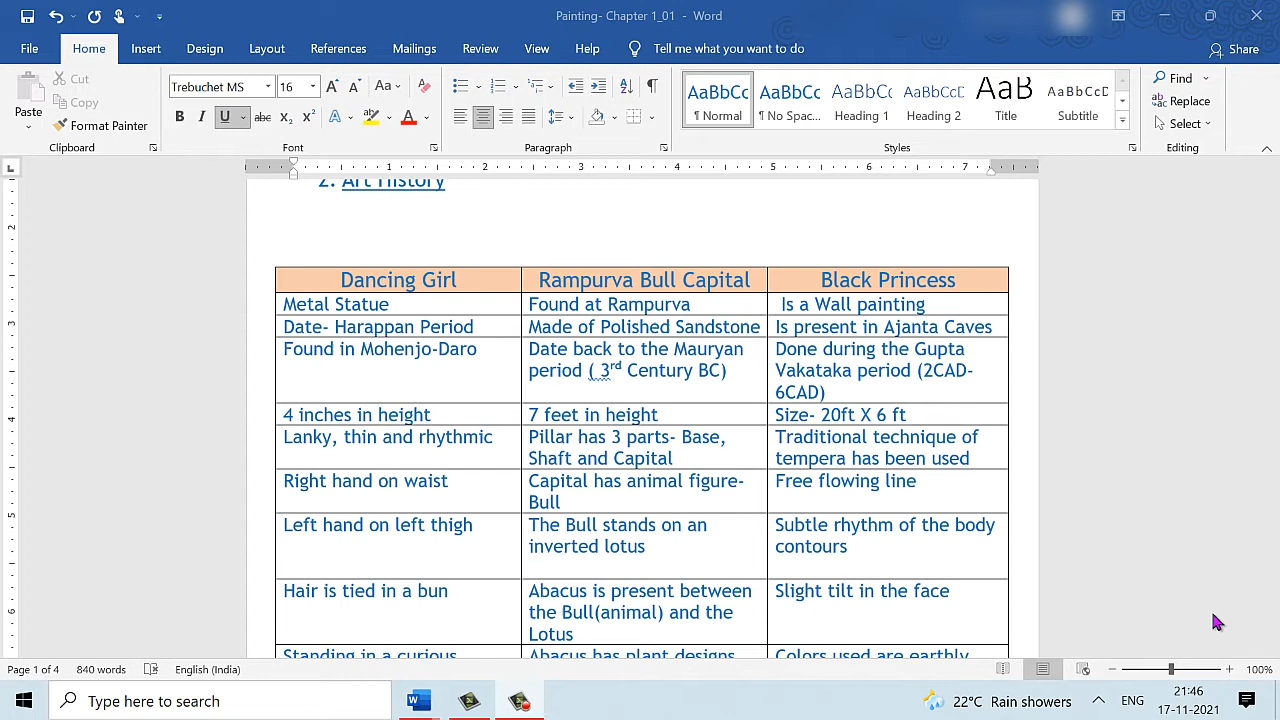 Painting- Chapter 1_01 - Word
File Home Insert Design Layout References Mailings Review View Help Tell me what you want to do Share
Paste Cut Copy Format Painter Clipboard
Trebuchet MS 16 Font
Paragraph
AaBbCc AaBbCc AaBbCc AaBbCcD AaB AaBbCcD
¶ Normal ¶ No Spac... Heading 1 Heading 2 Title Subtitle
Styles
Find
Replace
Select
Editing
1 2 3 4 5 6 7
2. Art History
Dancing Girl Rampurva Bull Capital Black Princess
Metal Statue Found at Rampurva Is a Wall painting
Date- Harappan Period Made of Polished Sandstone Is present in Ajanta Caves
Found in Mohenjo-Daro Date back to the Mauryan Done during the Gupta
period ( 3rd Century BC) Vakataka period (2CAD-
6CAD)
4 inches in height 7 feet in height Size- 20ft X 6 ft
Lanky, thin and rhythmic Pillar has 3 parts- Base, Traditional technique of
Shaft and Capital tempera has been used
Right hand on waist Capital has animal figure- Free flowing line
Bull
Left hand on left thigh The Bull stands on an Subtle rhythm of the body
inverted lotus contours
Hair is tied in a bun Abacus is present between Slight tilt in the face
the Bull(animal) and the
Lotus
Standing in a curious Abacus has plant designs Colors used are earthly
Page 1 of 4 840 words English (India) 100%
Type here to search 22°C Rain showers ENG 21:46
17-11-2021